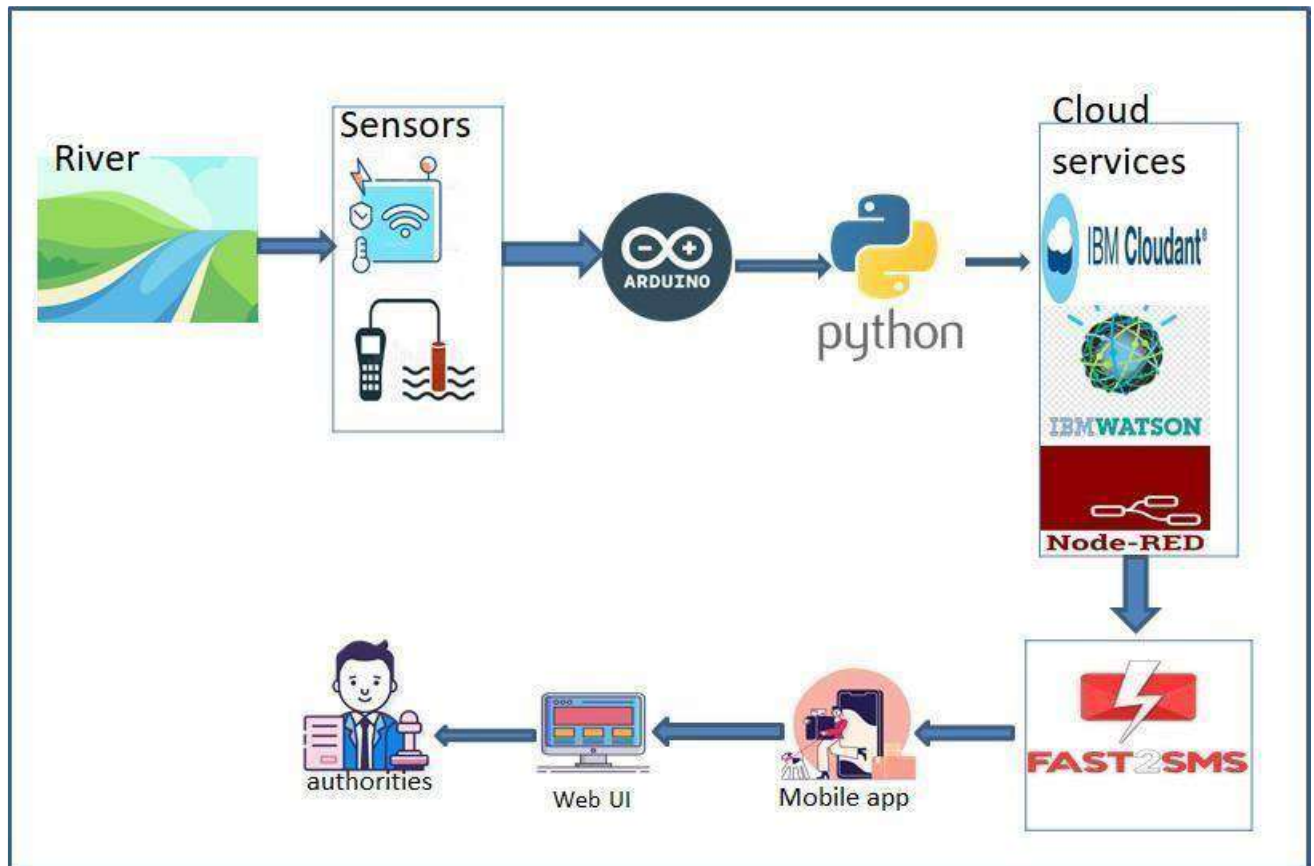 River
Sensors
ARDUINO
python
Cloud
services
IBM Cloudant®
IBMWATSON
Node-RED
FAST2SMS
Mobile app
Web UI
authorities